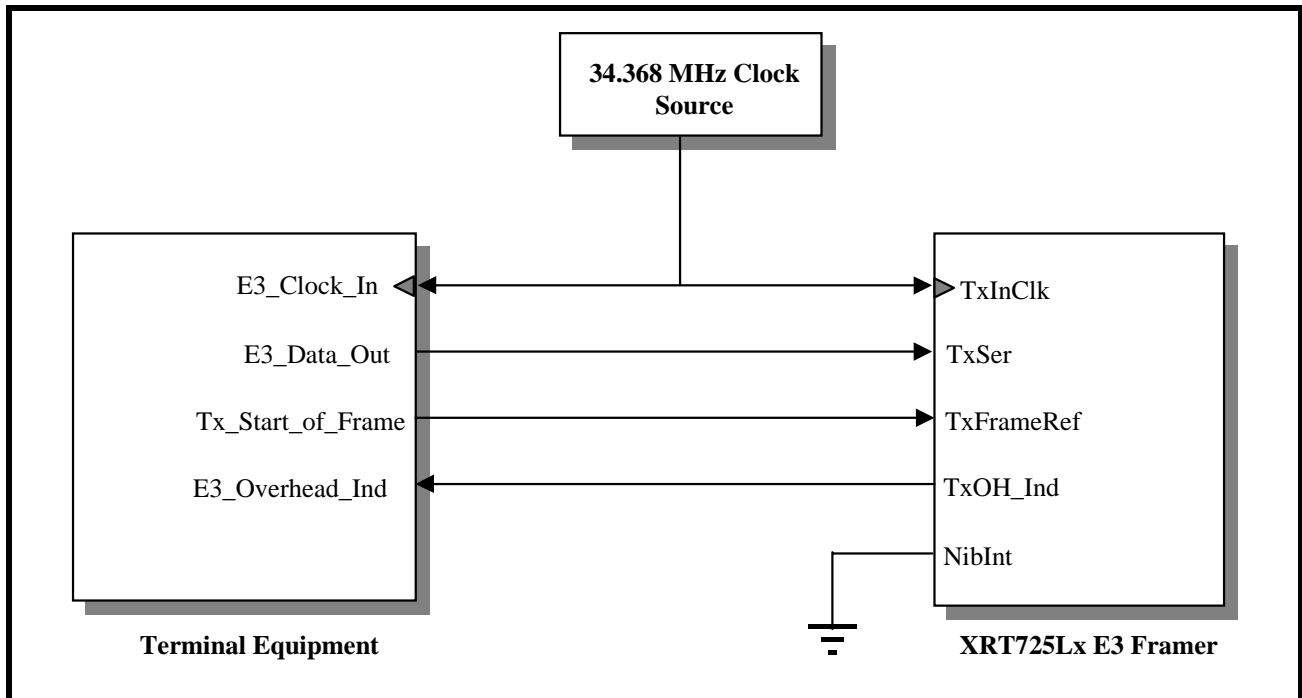 34.368 MHz Clock
Source
E3_Clock_In
TxInClk
E3_Data_Out
TxSer
Tx_Start_of_Frame
TxFrameRef
E3_Overhead_Ind
TxOH_Ind
NibInt
Terminal Equipment
XRT725Lx E3 Framer